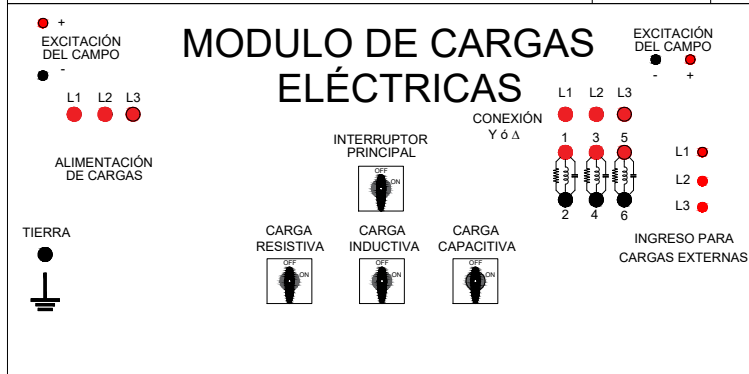 MODULO DE CARGAS
ELÉCTRICAS
+
EXCITACIÓN
DEL CAMPO
-
L1 L2 L3
ALIMENTACIÓN
DE CARGAS
TIERRA
INTERRUPTOR
PRINCIPAL
OFF
ON
CARGA
RESISTIVA
OFF
ON
CARGA
INDUCTIVA
OFF
ON
CARGA
CAPACITIVA
OFF
ON
CONEXIÓN
Y ó Δ
L1 L2 L3
1 3 5
2 4 6
EXCITACIÓN
DEL CAMPO
- +
L1
L2
L3
INGRESO PARA
CARGAS EXTERNAS